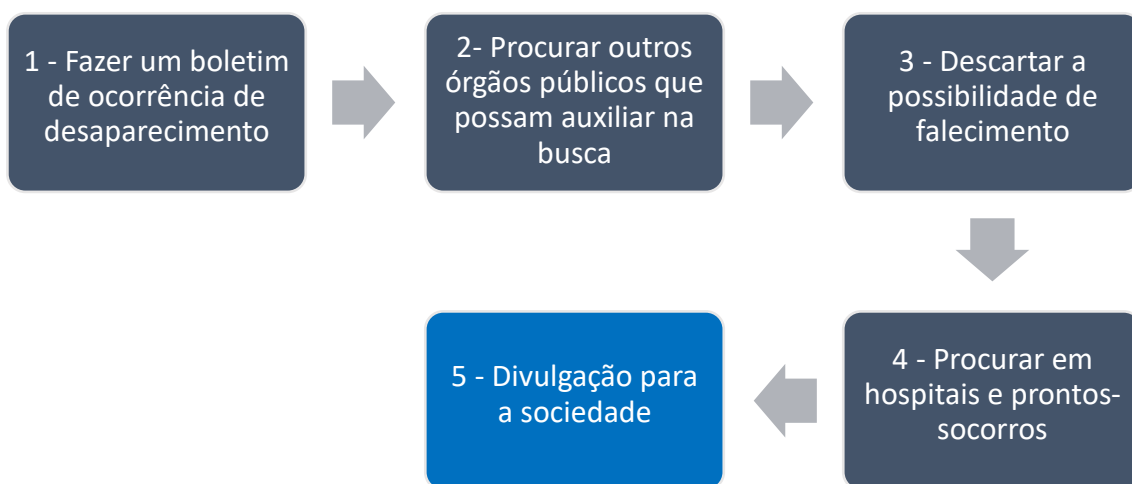 1 - Fazer um boletim
de ocorrência de
desaparecimento
2- Procurar outros
órgãos públicos que
possam auxiliar na
busca
3 - Descartar a
possibilidade de
falecimento
4 - Procurar em
hospitais e prontos-
socorros
5 - Divulgação para
a sociedade